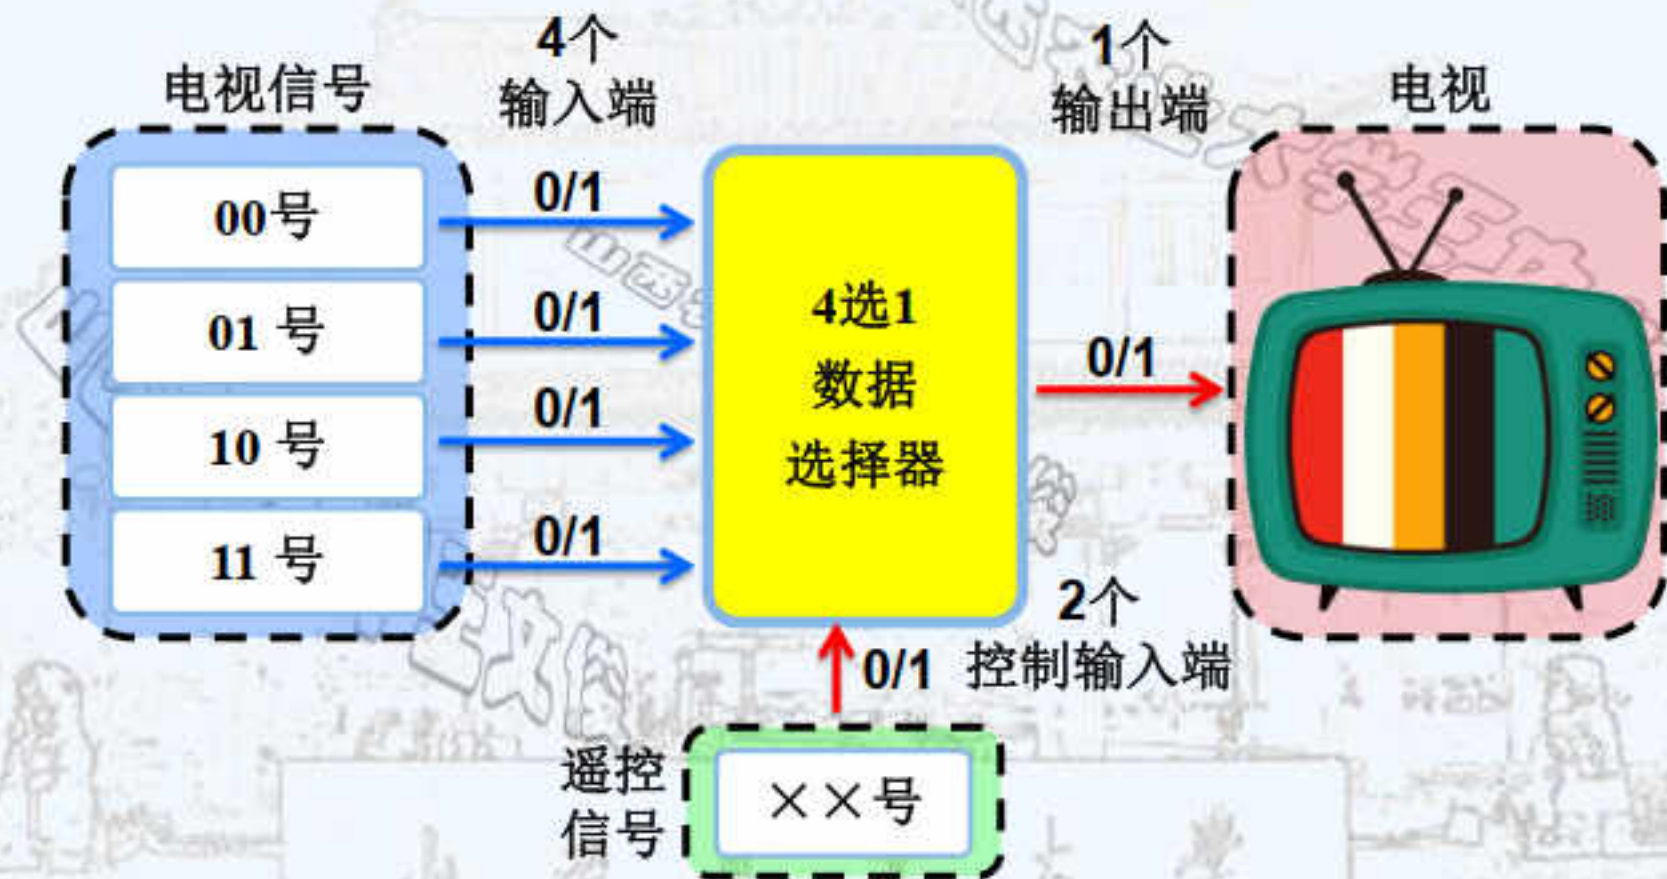 电视信号
4个
输入端
1个
输出端
电视
00号
01 号
10 号
11 号
0/1
0/1
0/1
0/1
4选1
数据
选择器
0/1
2个
控制输入端
0/1
遥控
信号
××号